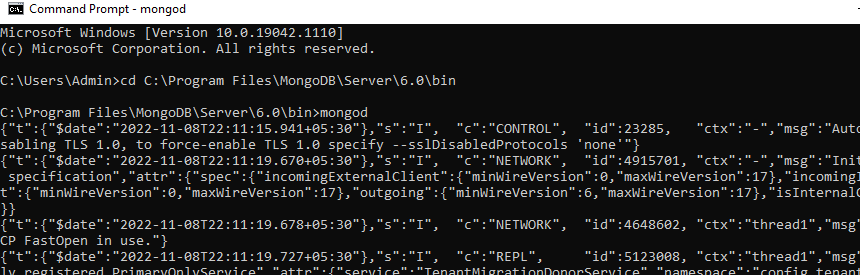 Command Prompt - mongod
Microsoft Windows [Version 10.0.19042.1110]
(c) Microsoft Corporation. All rights reserved.
C:\Users\Admin>cd C:\Program Files\MongoDB\Server\6.0\bin
C:\Program Files\MongoDB\Server\6.0\bin>mongod
{"t":{"$date":"2022-11-08T22:11:15.941+05:30"},"s":"I",  "c":"CONTROL",  "id":23285,   "ctx":"-","msg":"Auto
sabling TLS 1.0, to force-enable TLS 1.0 specify --sslDisabledProtocols 'none'"}
{"t":{"$date":"2022-11-08T22:11:19.670+05:30"},"s":"I",  "c":"NETWORK",  "id":4915701, "ctx":"-","msg":"Init
 specification","attr":{"spec":{"incomingExternalClient":{"minWireVersion":0,"maxWireVersion":17},"incomingI
t":{"minWireVersion":0,"maxWireVersion":17},"outgoing":{"minWireVersion":6,"maxWireVersion":17},"isInternalC
}}
{"t":{"$date":"2022-11-08T22:11:19.678+05:30"},"s":"I",  "c":"NETWORK",  "id":4648602, "ctx":"thread1","msg"
CP FastOpen in use."}
{"t":{"$date":"2022-11-08T22:11:19.727+05:30"},"s":"I",  "c":"REPL",     "id":5123008, "ctx":"thread1","msg"
ly registered PrimaryOnlyService","attr":{"service":"TenantMigrationDonorService","namespace":"config.tenan